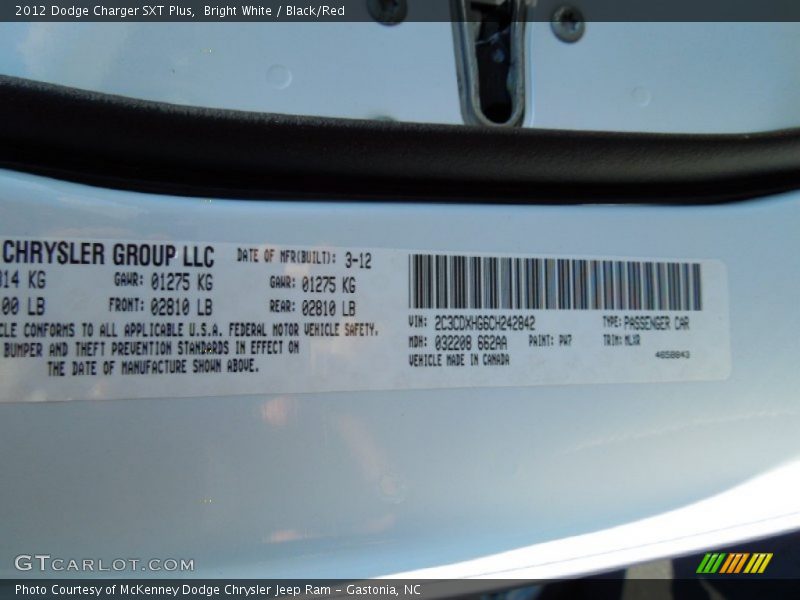 2012 Dodge Charger SXT Plus,  Bright White / Black/Red
CHRYSLER GROUP LLC
DATE OF MFR(BUILT): 3-12
014 KG GAWR: 01275 KG GAWR: 01275 KG
00 LB FRONT: 02810 LB REAR: 02810 LB
CLE CONFORMS TO ALL APPLICABLE U.S.A. FEDERAL MOTOR VEHICLE SAFETY,
BUMPER AND THEFT PREVENTION STANDARDS IN EFFECT ON
THE DATE OF MANUFACTURE SHOWN ABOVE.
VIN: 2C3CDXHG6CH242842 TYPE: PASSENGER CAR
MDH: 032208 662AA PAINT: PW7 TRIM: MLXR
VEHICLE MADE IN CANADA 4658843
GTCARLOT.COM
Photo Courtesy of McKenney Dodge Chrysler Jeep Ram - Gastonia, NC